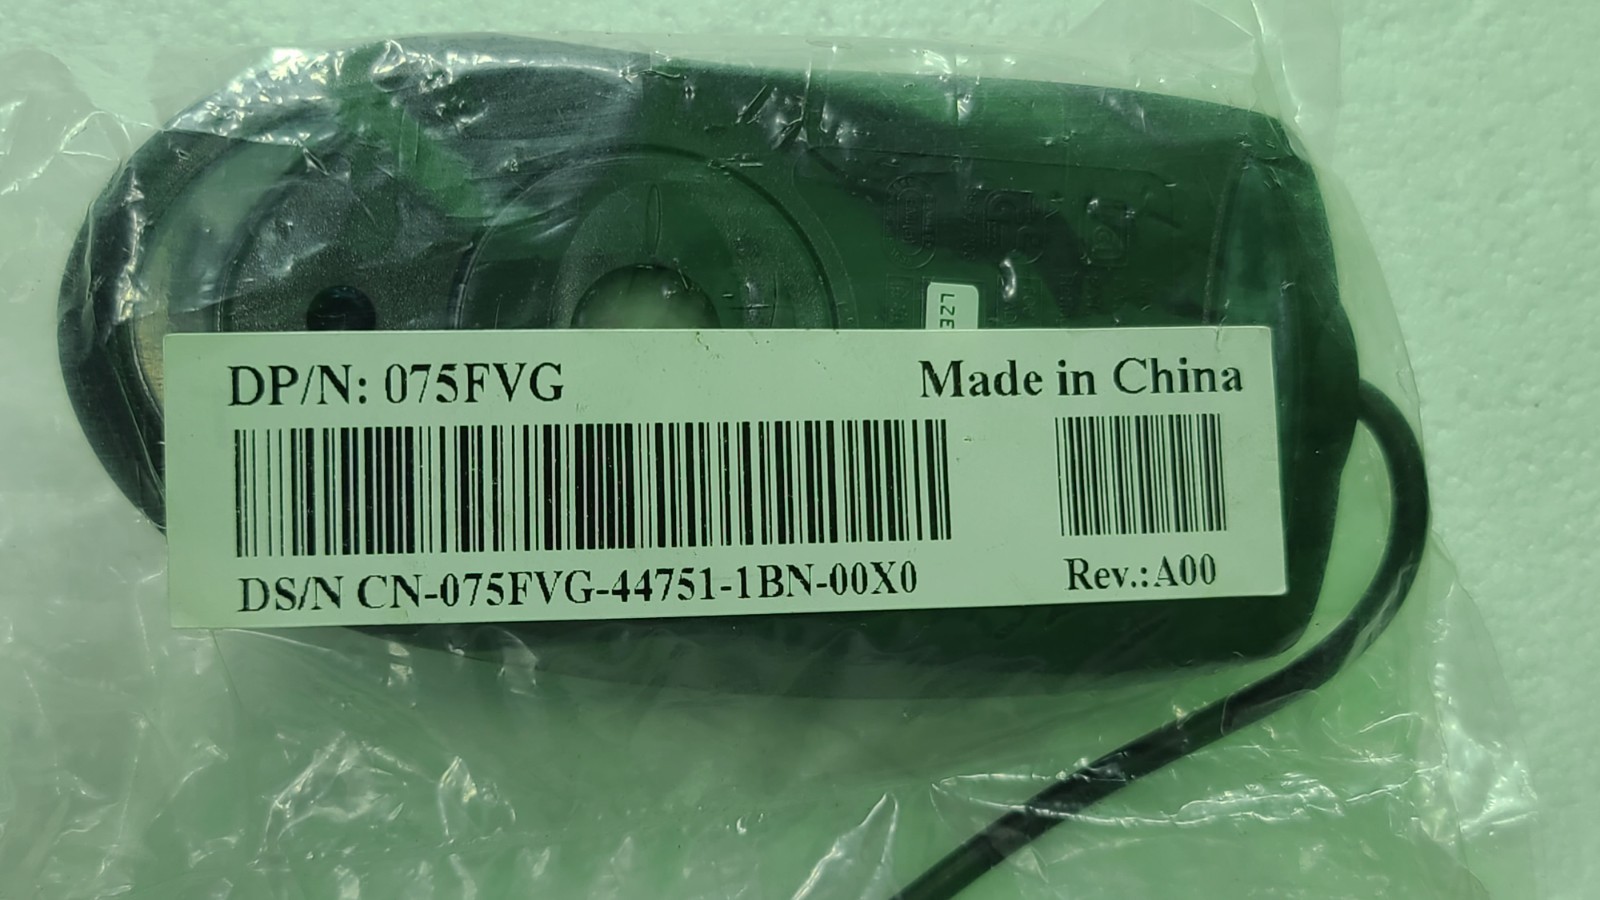 DP/N: 075FVG
Made in China
DS/N CN-075FVG-44751-1BN-00X0
Rev.:A00